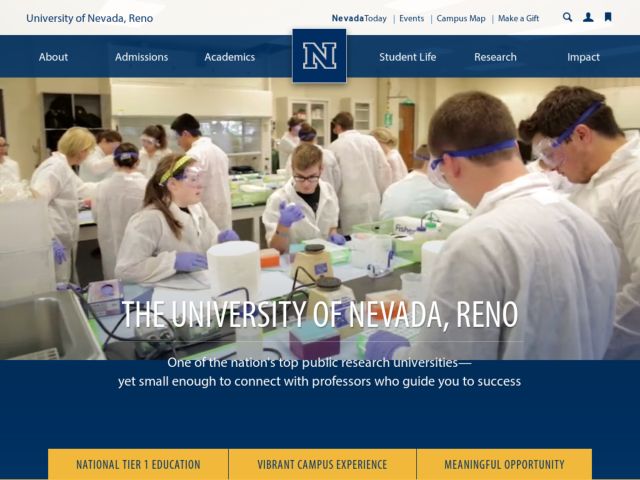 University of Nevada, Reno
NevadaToday | Events | Campus Map | Make a Gift
About Admissions Academics N Student Life Research Impact
Fisher
THE UNIVERSITY OF NEVADA, RENO
One of the nation's top public research universities—
yet small enough to connect with professors who guide you to success
NATIONAL TIER 1 EDUCATION VIBRANT CAMPUS EXPERIENCE MEANINGFUL OPPORTUNITY